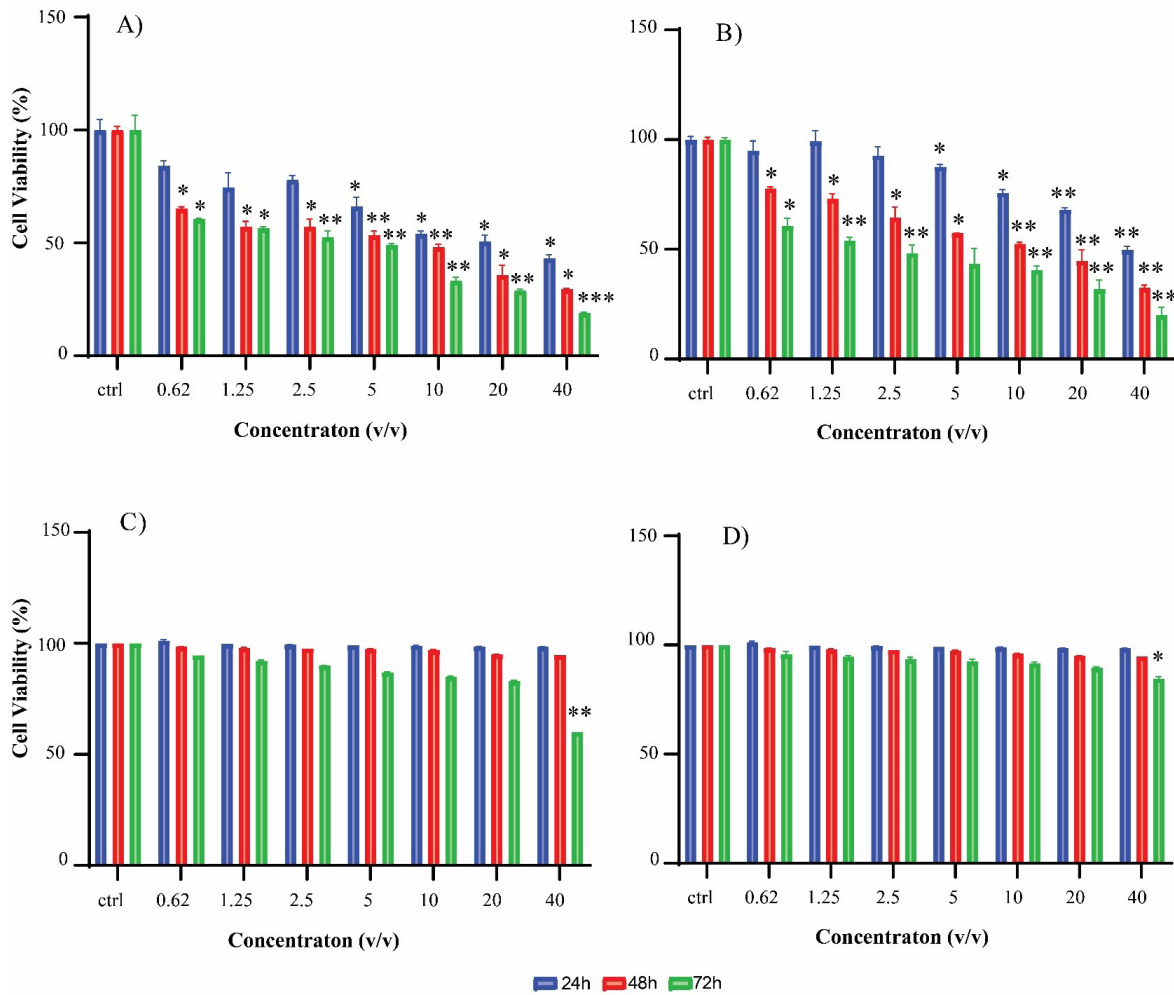 A)
150
100
50
0
Cell Viability (%)
* * * * * ** * ** ** ** * ** ** * * ** * * ***
ctrl 0.62 1.25 2.5 5 10 20 40
Concentraton (v/v)
B)
150
100
50
0
* * * ** * ** * * * ** ** ** ** ** ** ** **
ctrl 0.62 1.25 2.5 5 10 20 40
Concentraton (v/v)
C)
150
100
50
0
Cell Viability (%)
**
ctrl 0.62 1.25 2.5 5 10 20 40
Concentraton (v/v)
D)
150
100
50
0
*
ctrl 0.62 1.25 2.5 5 10 20 40
Concentraton (v/v)
24h 48h 72h